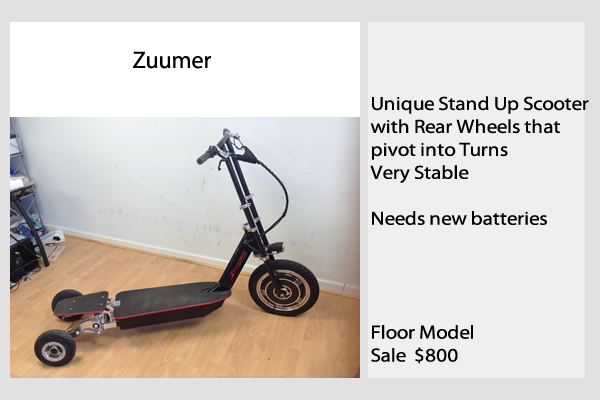 Zuumer
Unique Stand Up Scooter
with Rear Wheels that
pivot into Turns
Very Stable
Needs new batteries
Floor Model
Sale $800